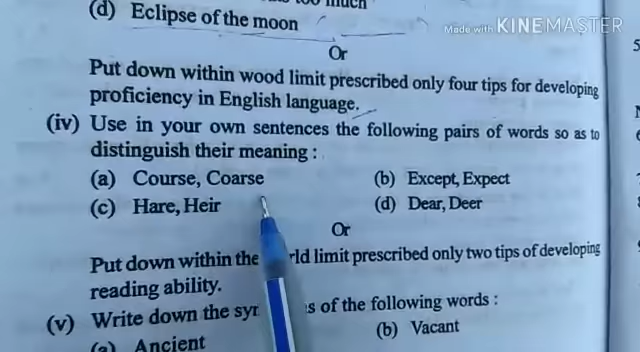 (d) Eclipse of the moon
Made with KINEMASTER
Or
Put down within wood limit prescribed only four tips for developing
proficiency in English language.
(iv) Use in your own sentences the following pairs of words so as to
distinguish their meaning :
(a) Course, Coarse (b) Except, Expect
(c) Hare, Heir (d) Dear, Deer
Or
Put down within the rld limit prescribed only two tips of developing
reading ability.
(v) Write down the syr s of the following words :
(a) Ancient (b) Vacant